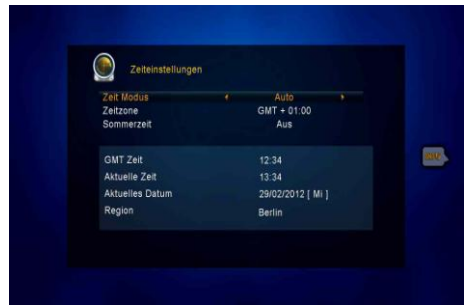 Zeiteinstellungen
Zeit Modus Auto
Zeitzone GMT + 01:00
Sommerzeit Aus
GMT Zeit 12:34
Aktuelle Zeit 13:34
Aktuelles Datum 29/02/2012 [ Mi ]
Region Berlin